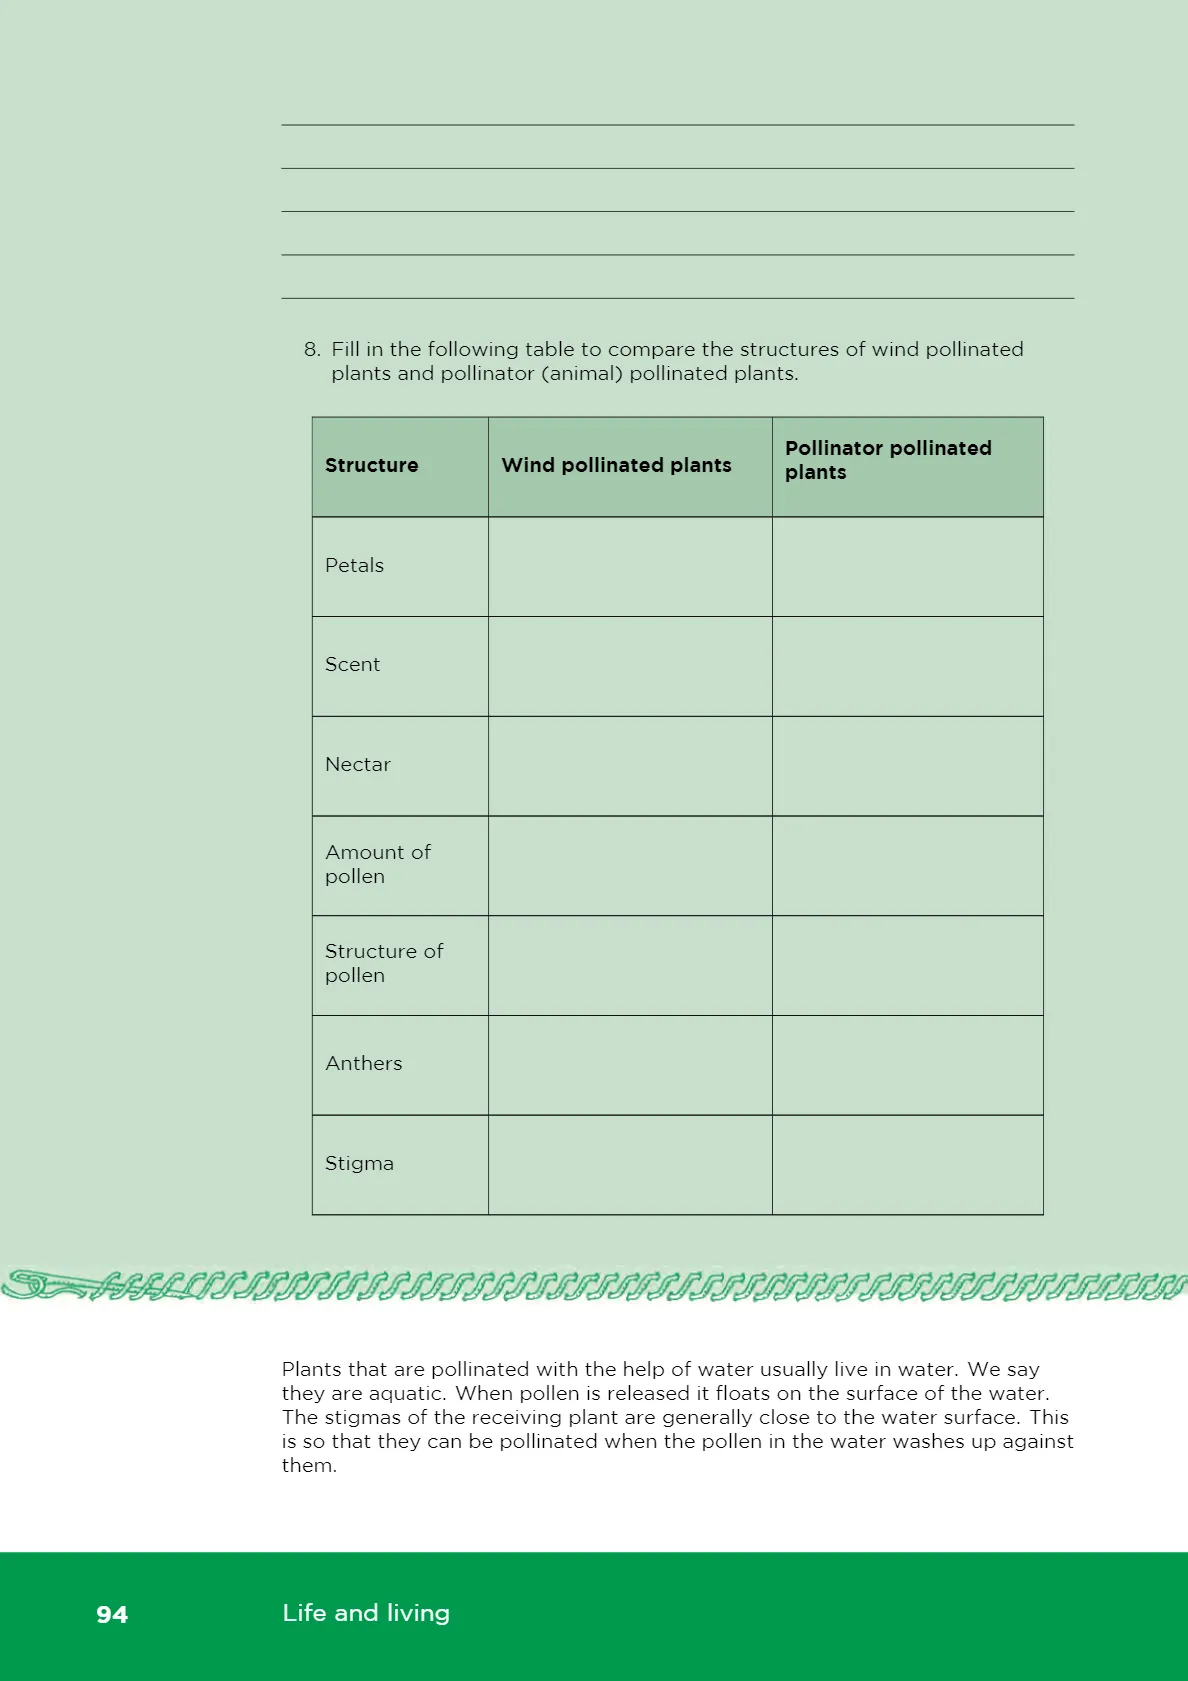 8. Fill in the following table to compare the structures of wind pollinated
plants and pollinator (animal) pollinated plants.
Structure
Wind pollinated plants
Pollinator pollinated
plants
Petals
Scent
Nectar
Amount of
pollen
Structure of
pollen
Anthers
Stigma
Plants that are pollinated with the help of water usually live in water. We say
they are aquatic. When pollen is released it floats on the surface of the water.
The stigmas of the receiving plant are generally close to the water surface. This
is so that they can be pollinated when the pollen in the water washes up against
them.
94
Life and living